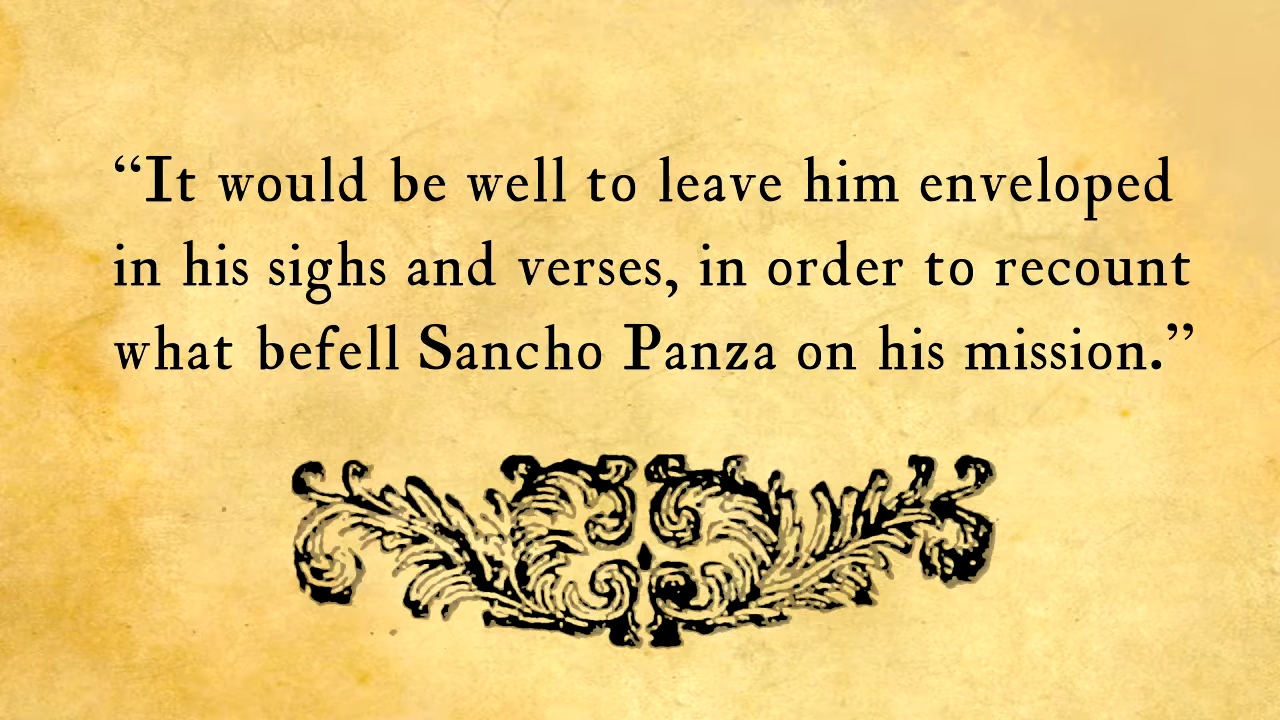 “It would be well to leave him enveloped
in his sighs and verses, in order to recount
what befell Sancho Panza on his mission.”